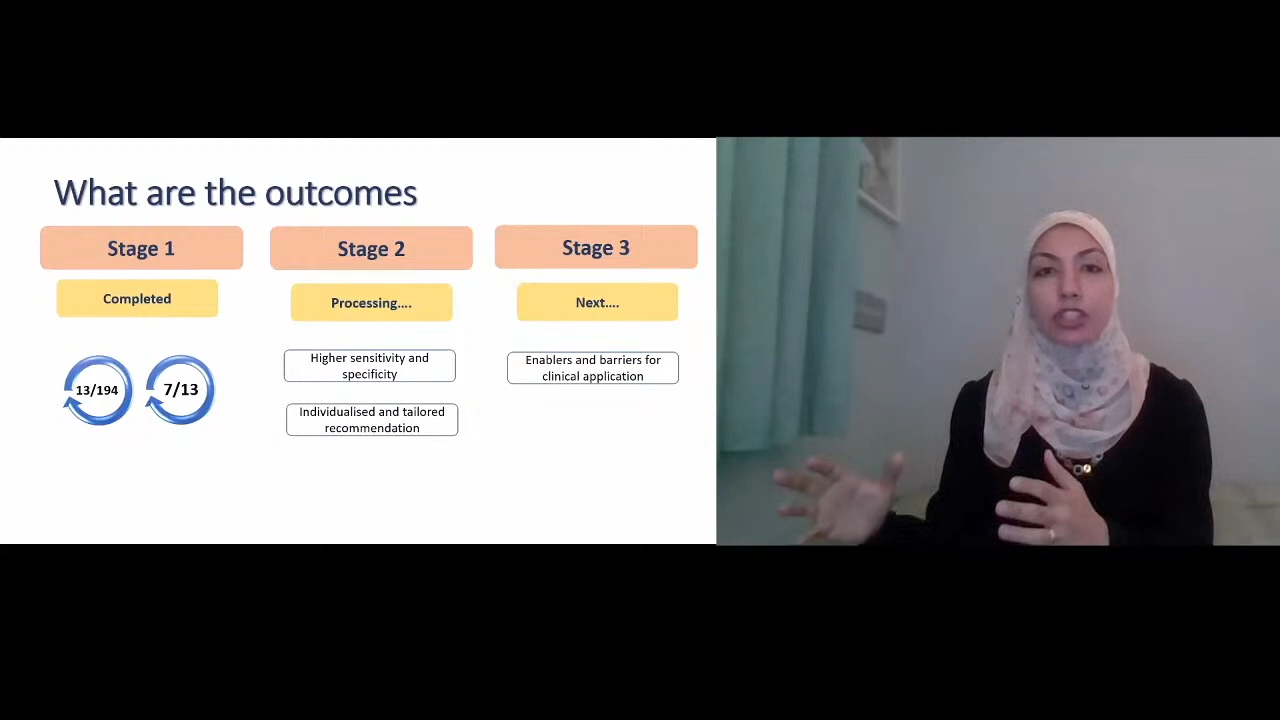 What are the outcomes
Stage 1
Stage 2
Stage 3
Completed
Processing....
Next....
13/194
7/13
Higher sensitivity and
specificity
Individualised and tailored
recommendation
Enablers and barriers for
clinical application